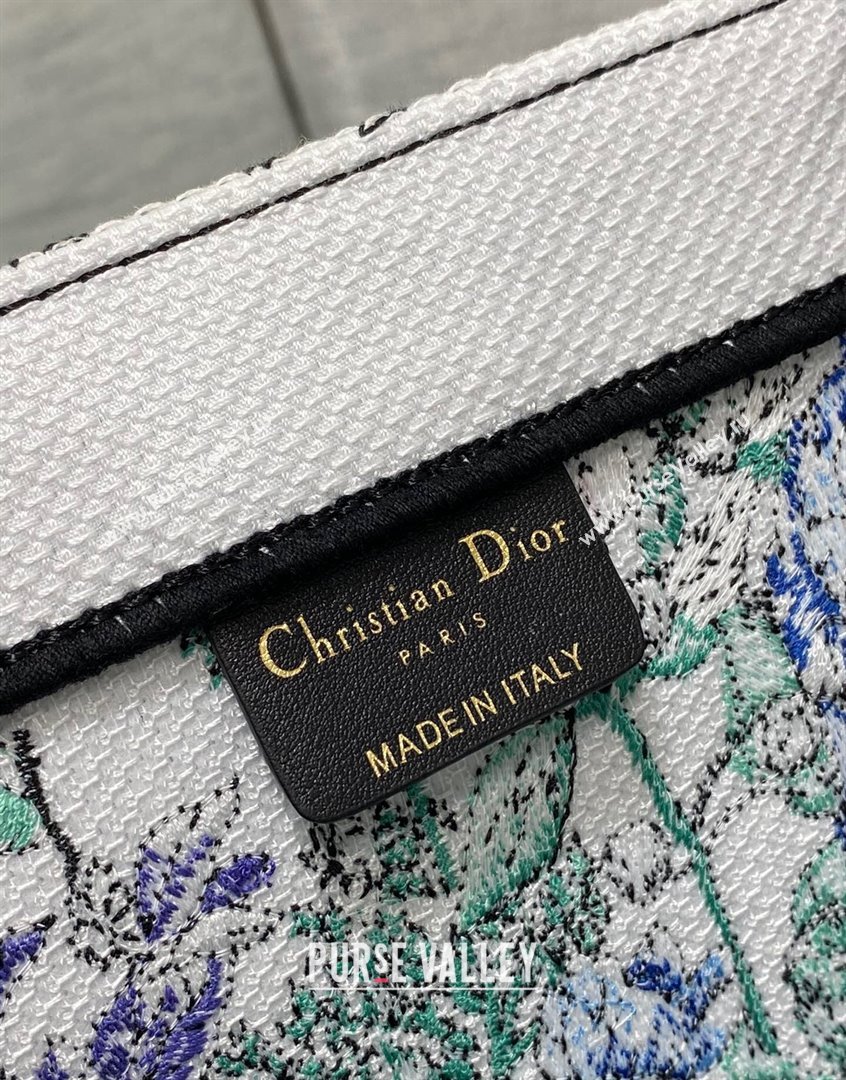 Christian Dior
PARIS
MADE IN ITALY
PURSE VALLEY